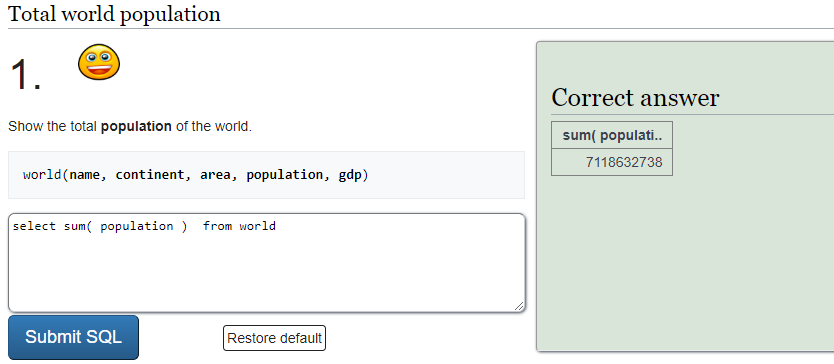 Total world population
1.
Show the total population of the world.
world(name, continent, area, population, gdp)
select sum( population )  from world
Submit SQL
Restore default
Correct answer
sum( populati..
7118632738